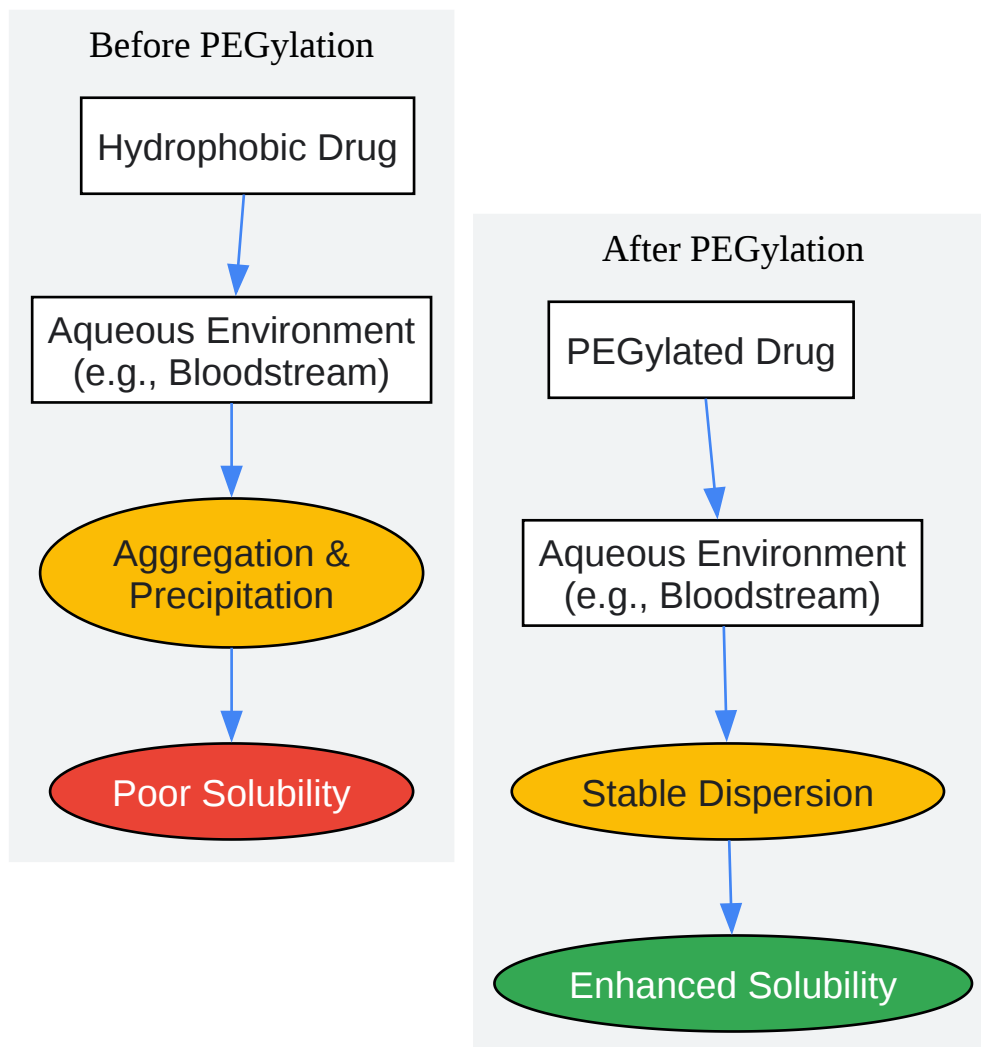 Before PEGylation
Hydrophobic Drug
Aqueous Environment
(e.g., Bloodstream)
Aggregation &
Precipitation
Poor Solubility
After PEGylation
PEGylated Drug
Aqueous Environment
(e.g., Bloodstream)
Stable Dispersion
Enhanced Solubility